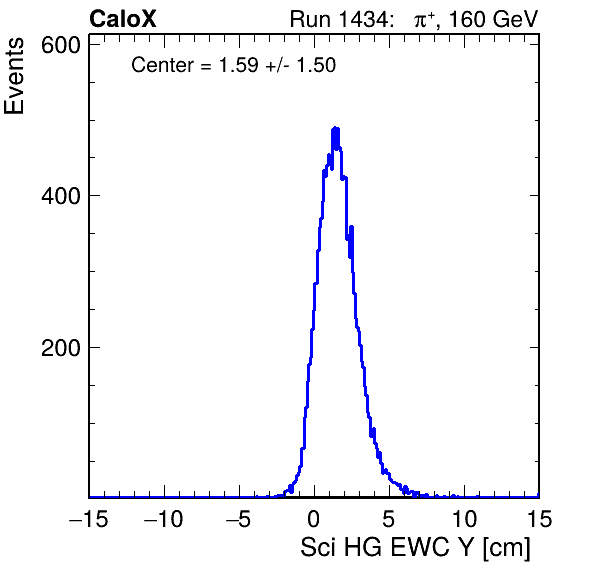 CaloX Run 1434: π⁺, 160 GeV
Center = 1.59 +/- 1.50
Events
600
400
200
−15 −10 −5 0 5 10 15
Sci HG EWC Y [cm]